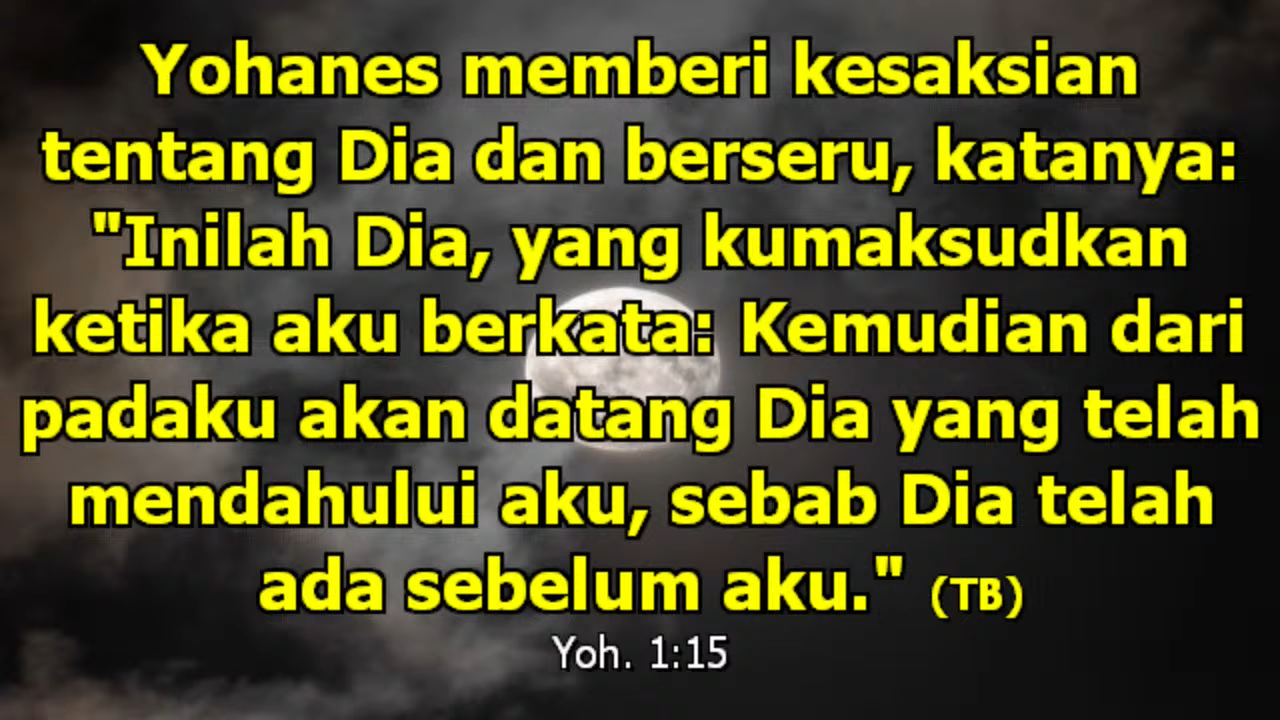 Yohanes memberi kesaksian
tentang Dia dan berseru, katanya:
"Inilah Dia, yang kumaksudkan
ketika aku berkata: Kemudian dari
padaku akan datang Dia yang telah
mendahului aku, sebab Dia telah
ada sebelum aku." (TB)
Yoh. 1:15